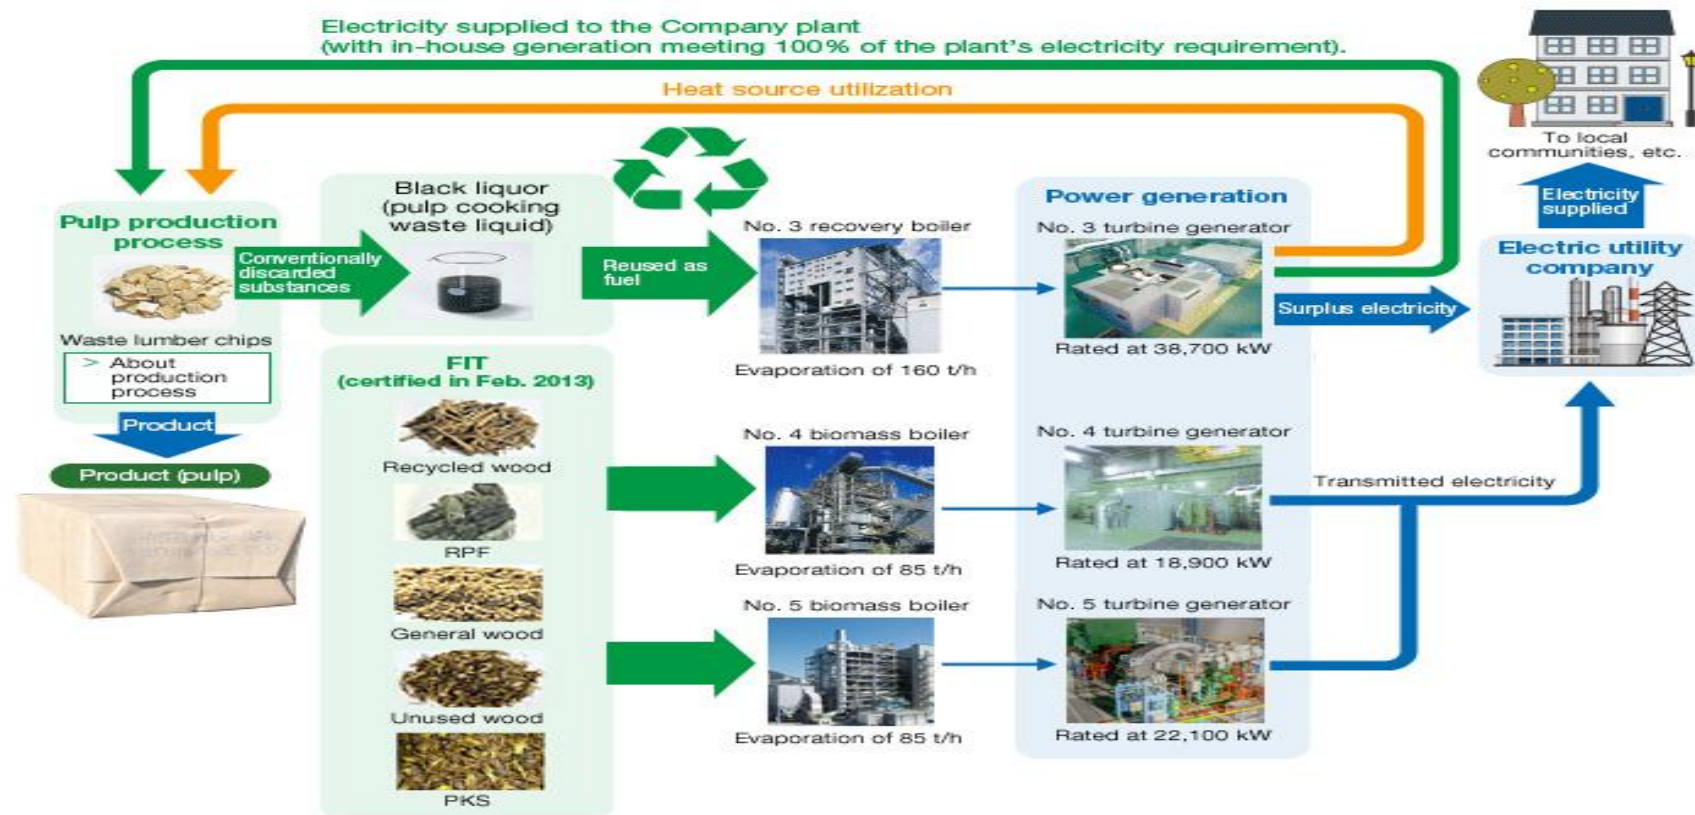 Electricity supplied to the Company plant
(with in-house generation meeting 100% of the plant's electricity requirement).
Heat source utilization
To local
communities, etc.
Electricity
supplied
Electric utility
company
Pulp production
process
Waste lumber chips
> About
production
process
Product
Product (pulp)
Conventionally
discarded
substances
Black liquor
(pulp cooking
waste liquid)
Reused as
fuel
No. 3 recovery boiler
Evaporation of 160 t/h
Power generation
No. 3 turbine generator
Rated at 38,700 kW
Surplus electricity
FIT
(certified in Feb. 2013)
Recycled wood
RPF
General wood
Unused wood
PKS
No. 4 biomass boiler
Evaporation of 85 t/h
No. 4 turbine generator
Rated at 18,900 kW
Transmitted electricity
No. 5 biomass boiler
Evaporation of 85 t/h
No. 5 turbine generator
Rated at 22,100 kW